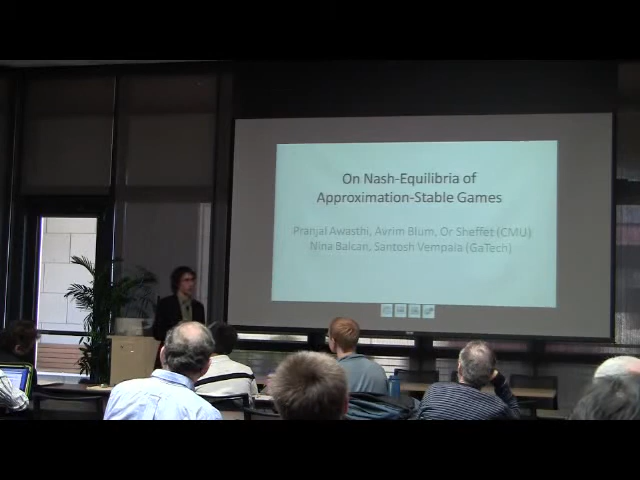 On Nash-Equilibria of
Approximation-Stable Games
Pranjal Awasthi, Avrim Blum, Or Sheffet (CMU)
Nina Balcan, Santosh Vempala (GaTech)